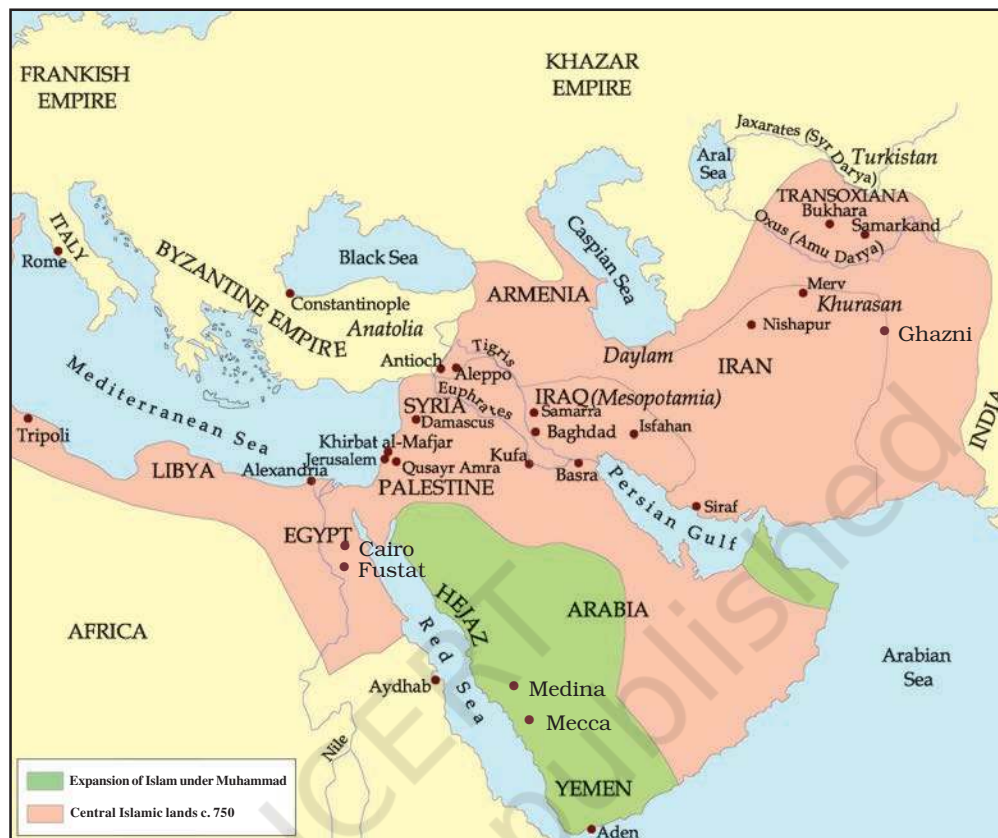 FRANKISH
EMPIRE
KHAZAR
EMPIRE
Jaxarates (Syr Darya)
Turkistan
Aral
Sea
TRANSOXIANA
Bukhara
Samarkand
Oxus (Amu Darya)
ITALY
Rome
BYZANTINE EMPIRE
Black Sea
Caspian Sea
Constantinople
Anatolia
ARMENIA
Merv
Khurasan
Nishapur
Ghazni
Daylam
IRAN
Antioch
Aleppo
Tigris
Euphrates
Mediterranean Sea
SYRIA
Damascus
IRAQ (Mesopotamia)
Samarra
Baghdad
Isfahan
INDIA
Tripoli
LIBYA
Alexandria
Khirbat al-Mafjar
Jerusalem
Qusayr Amra
PALESTINE
Kufa
Basra
Persian Gulf
Siraf
EGYPT
Cairo
Fustat
HEJAZ
ARABIA
AFRICA
Red Sea
Arabian
Sea
Aydhab
Medina
Mecca
Nile
YEMEN
Aden
Expansion of Islam under Muhammad
Central Islamic lands c. 750